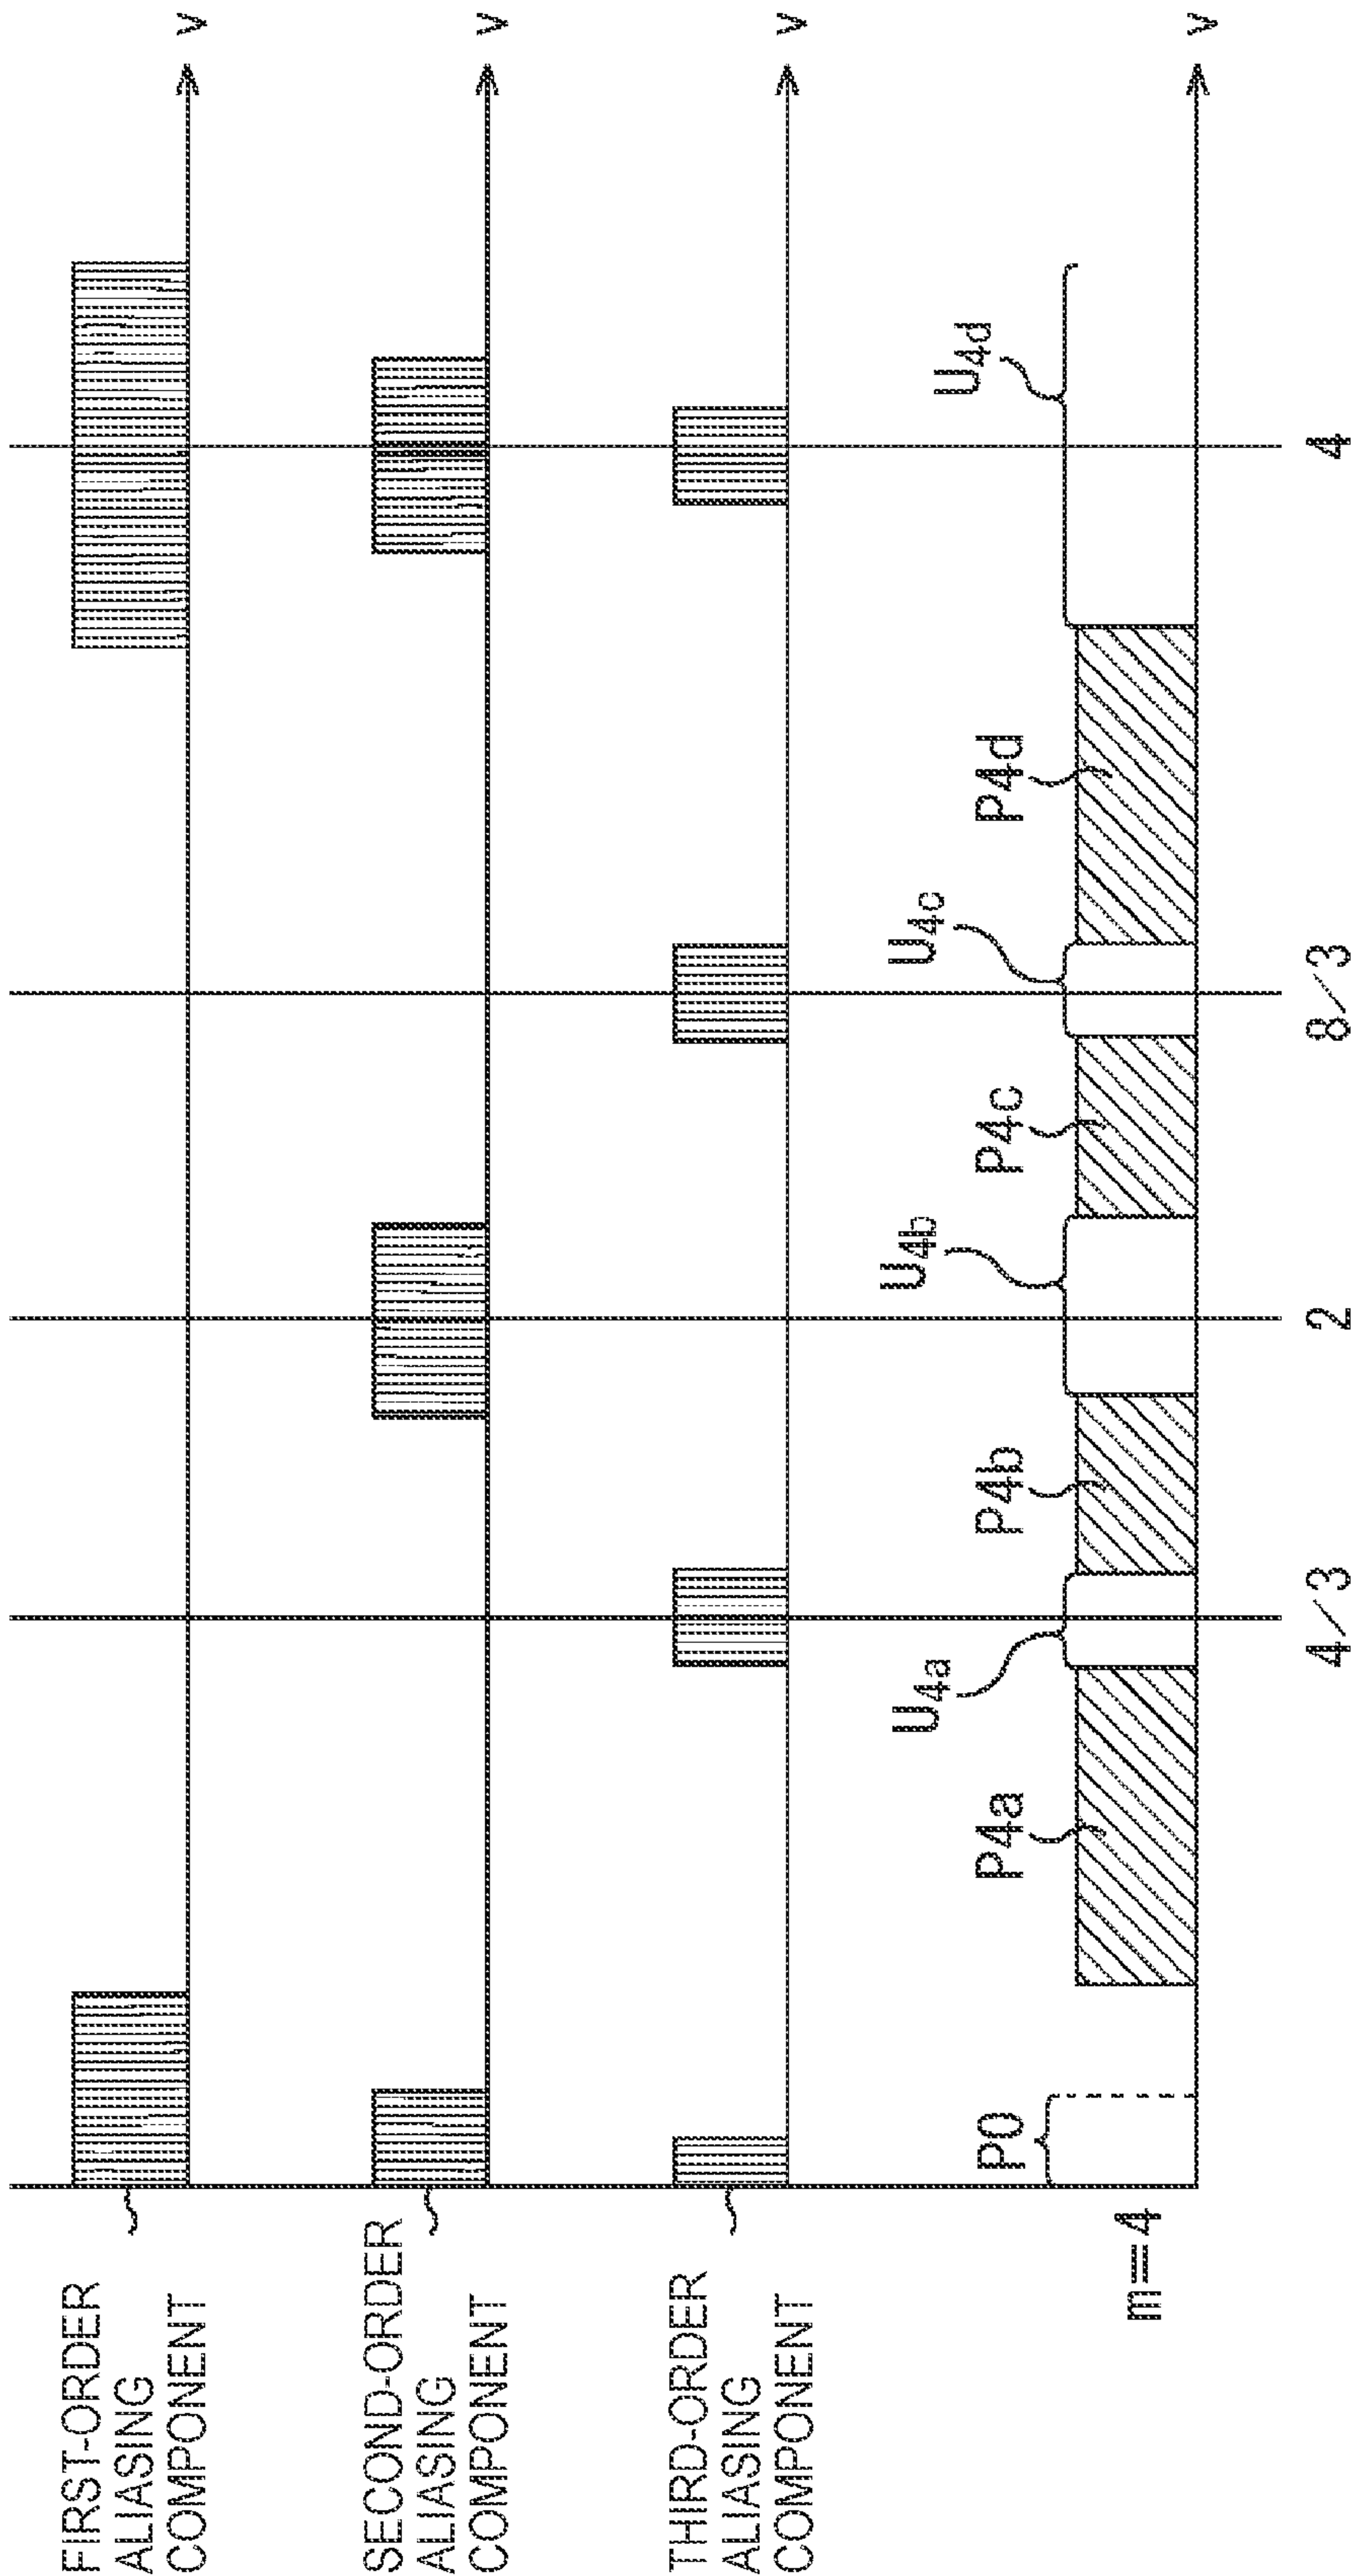 FIRST-ORDER
ALIASING
COMPONENT
v
SECOND-ORDER
ALIASING
COMPONENT
v
THIRD-ORDER
ALIASING
COMPONENT
v
U4a
U4b
U4c
U4d
P0
P4a
P4b
P4c
P4d
m=4
v
4/3
2
8/3
4